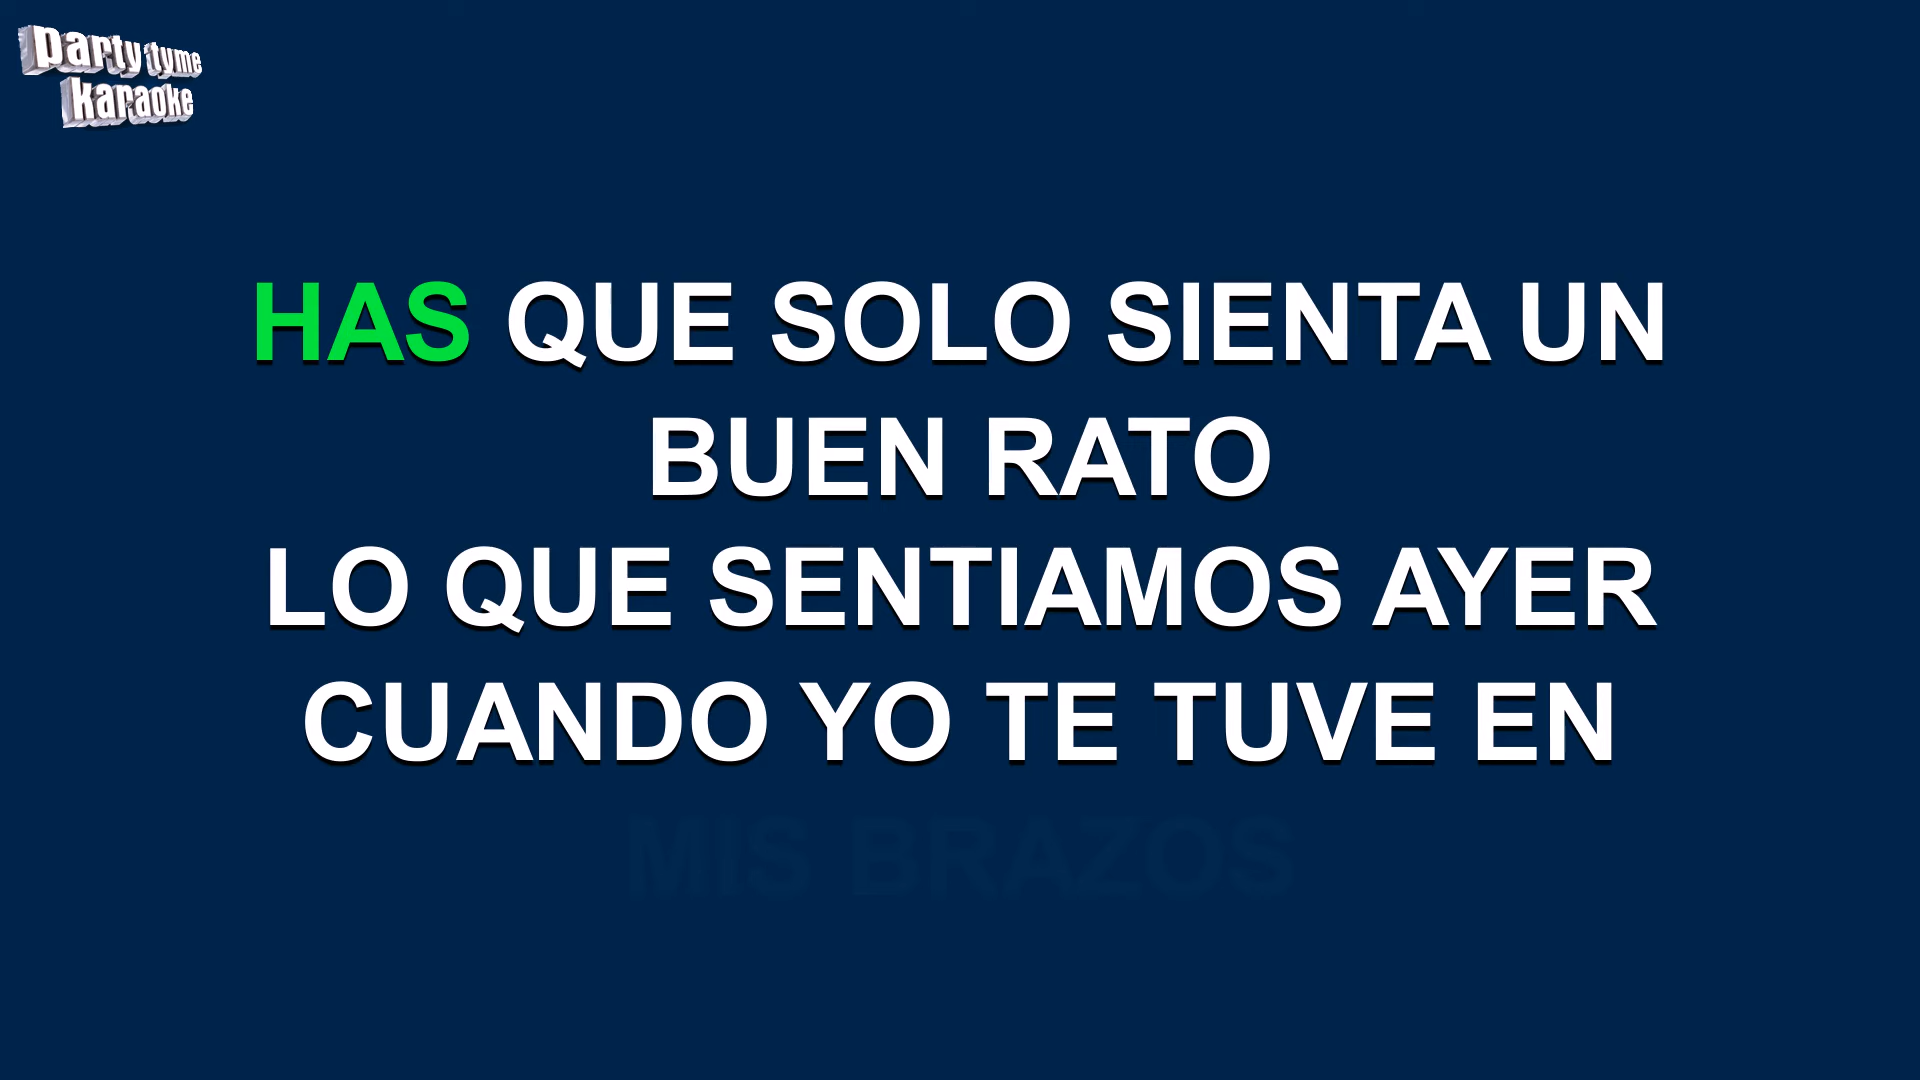 party tyme
karaoke
HAS QUE SOLO SIENTA UN
BUEN RATO
LO QUE SENTIAMOS AYER
CUANDO YO TE TUVE EN
MIS BRAZOS